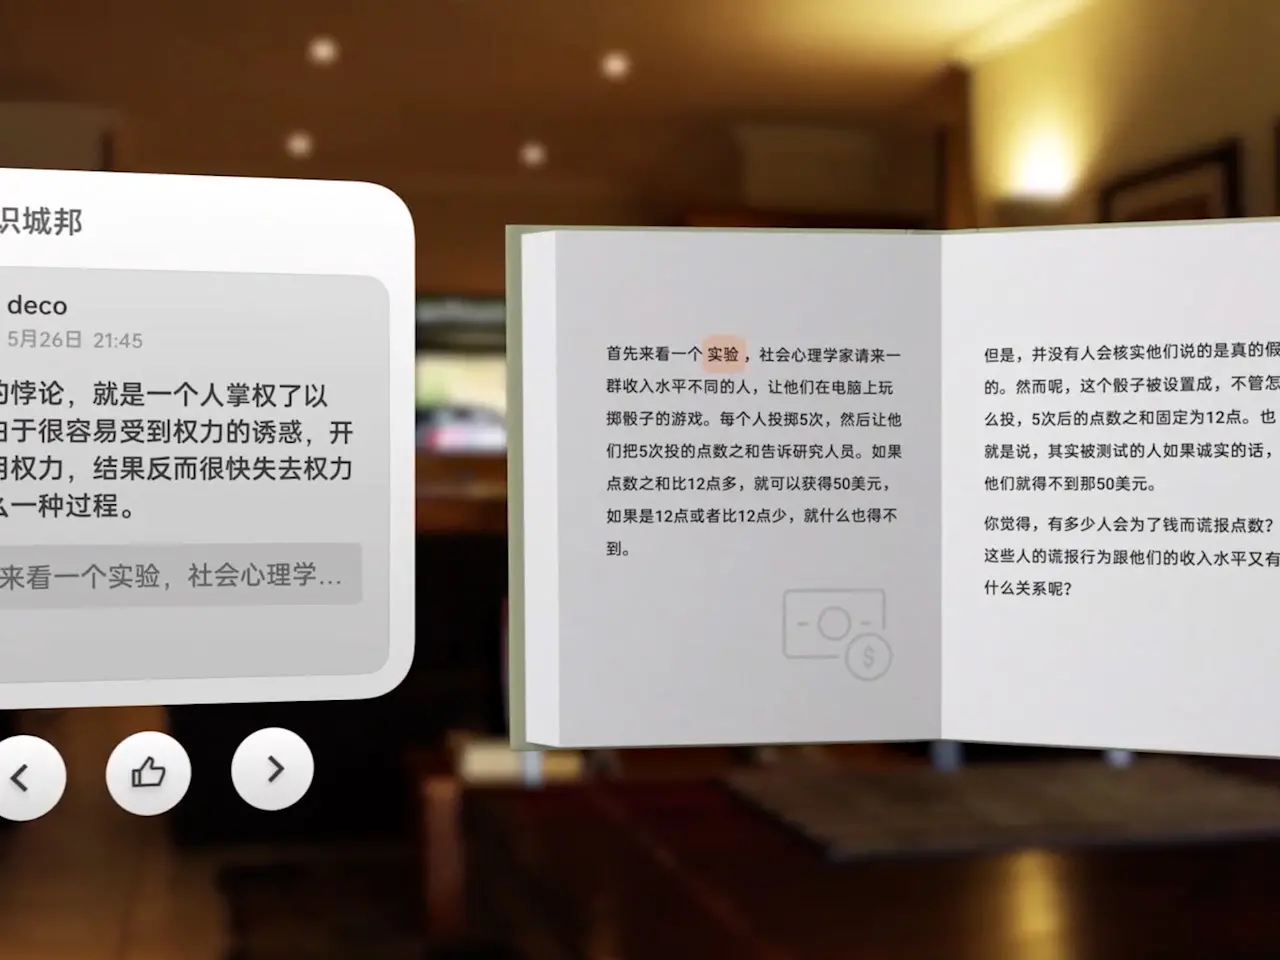 识城邦
deco
5月26日 21:45
的悖论，就是一个人掌权了以
由于很容易受到权力的诱惑，开
用权力，结果反而很快失去权力
么一种过程。
来看一个实验，社会心理学...
首先来看一个实验，社会心理学家请来一
群收入水平不同的人，让他们在电脑上玩
掷骰子的游戏。每个人投掷5次，然后让他
们把5次投的点数之和告诉研究人员。如果
点数之和比12点多，就可以获得50美元，
如果是12点或者比12点少，就什么也得不
到。
$
但是，并没有人会核实他们说的是真的假
的。然而呢，这个骰子被设置成，不管怎
么投，5次后的点数之和固定为12点。也
就是说，其实被测试的人如果诚实的话，
他们就得不到那50美元。
你觉得，有多少人会为了钱而谎报点数？
这些人的谎报行为跟他们的收入水平又有
什么关系呢？